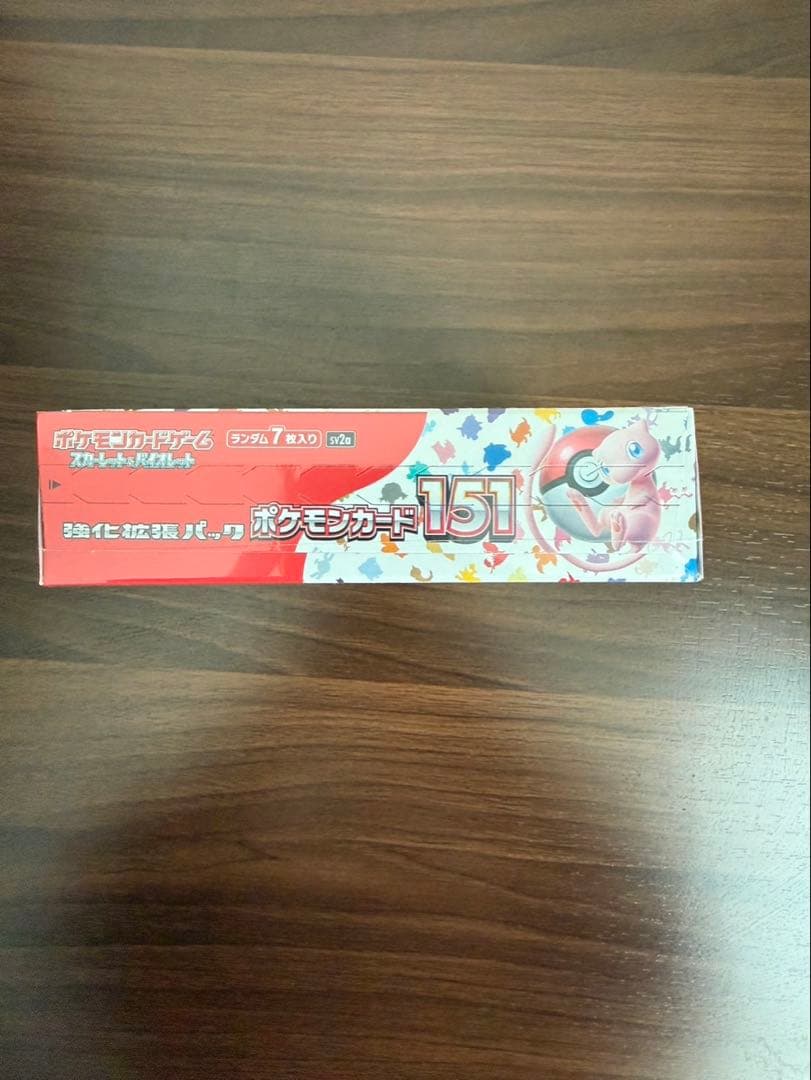 ポケモンカードゲーム
スカーレット&バイオレット
ランダム7枚入り
sv2a
強化拡張パック
ポケモンカード151